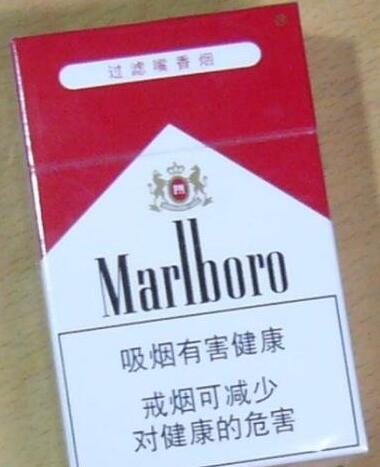 过滤嘴香烟
Marlboro
吸烟有害健康
戒烟可减少
对健康的危害